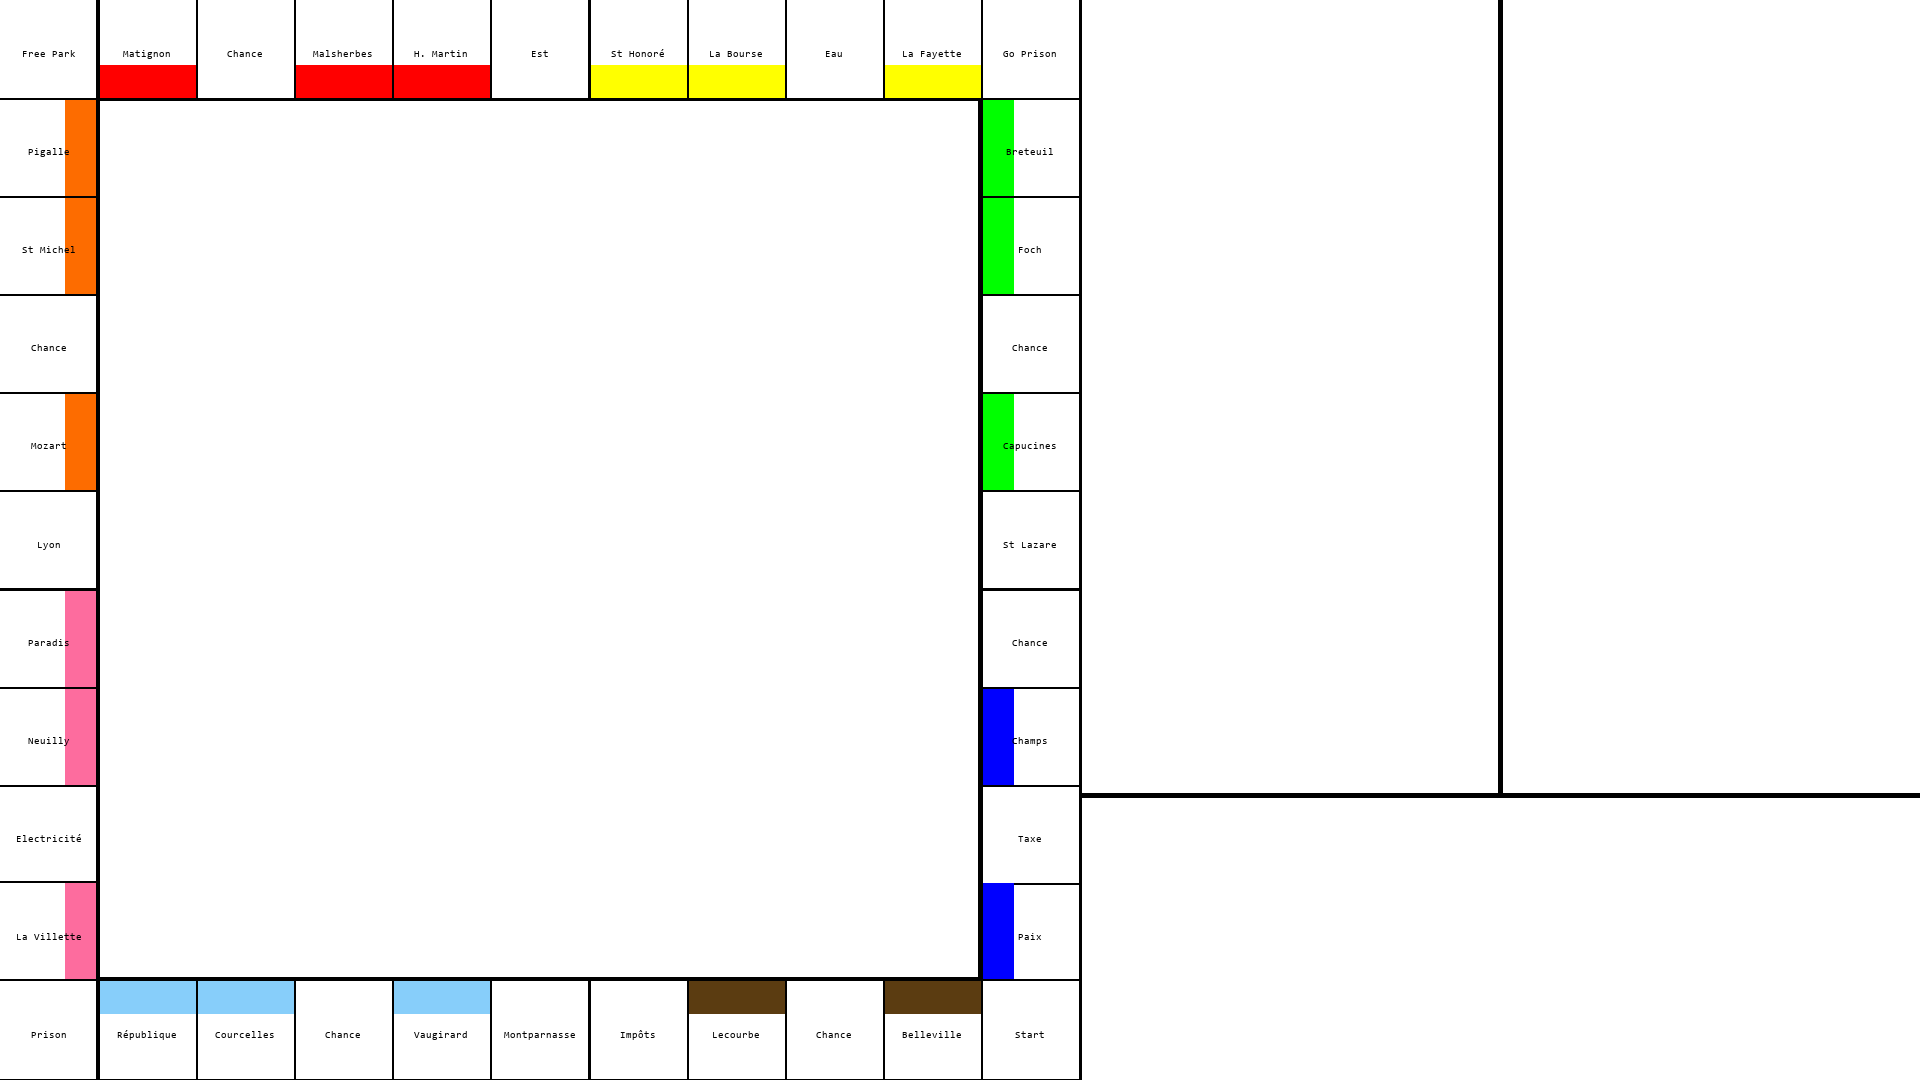 Free Park
Matignon
Chance
Malsherbes
H. Martin
Est
St Honoré
La Bourse
Eau
La Fayette
Go Prison
Pigalle
Breteuil
St Michel
Foch
Chance
Chance
Mozart
Capucines
Lyon
St Lazare
Paradis
Chance
Neuilly
Champs
Electricité
Taxe
La Villette
Paix
Prison
République
Courcelles
Chance
Vaugirard
Montparnasse
Impôts
Lecourbe
Chance
Belleville
Start